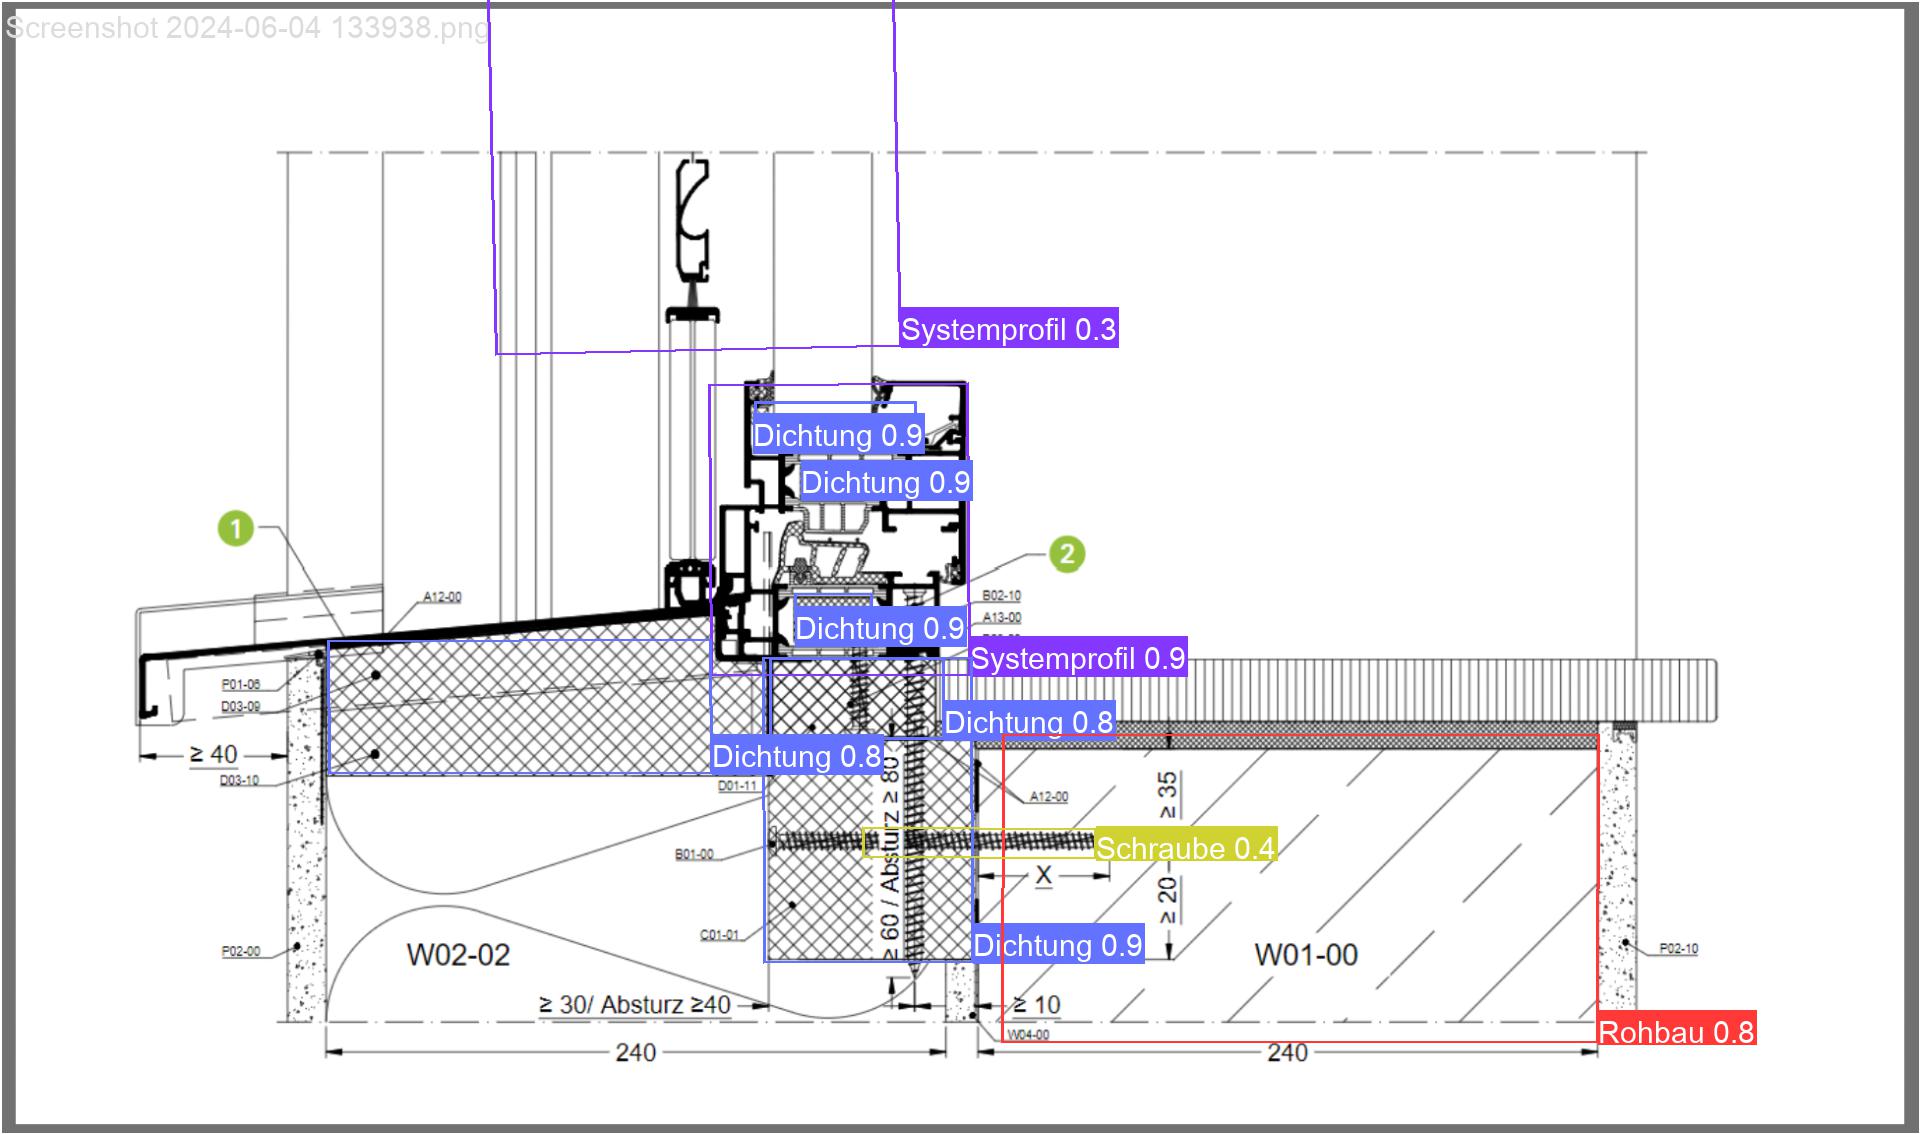 Screenshot 2024-06-04 133938.png
Systemprofil 0.3
Dichtung 0.9
Dichtung 0.9
1
2
A12-00
B02-10
A13-00
Dichtung 0.9
Systemprofil 0.9
P01-06
D03-09
Dichtung 0.8
≥ 40
Dichtung 0.8
D03-10
D01-11
A12-00
≥ 35
≥ 60 / Absturz ≥ 80
B01-00
Schraube 0.4
X
≥ 20
C01-01
Dichtung 0.9
P02-00
W02-02
W01-00
P02-10
≥ 30/ Absturz ≥40
≥ 10
W04-00
Rohbau 0.8
240
240